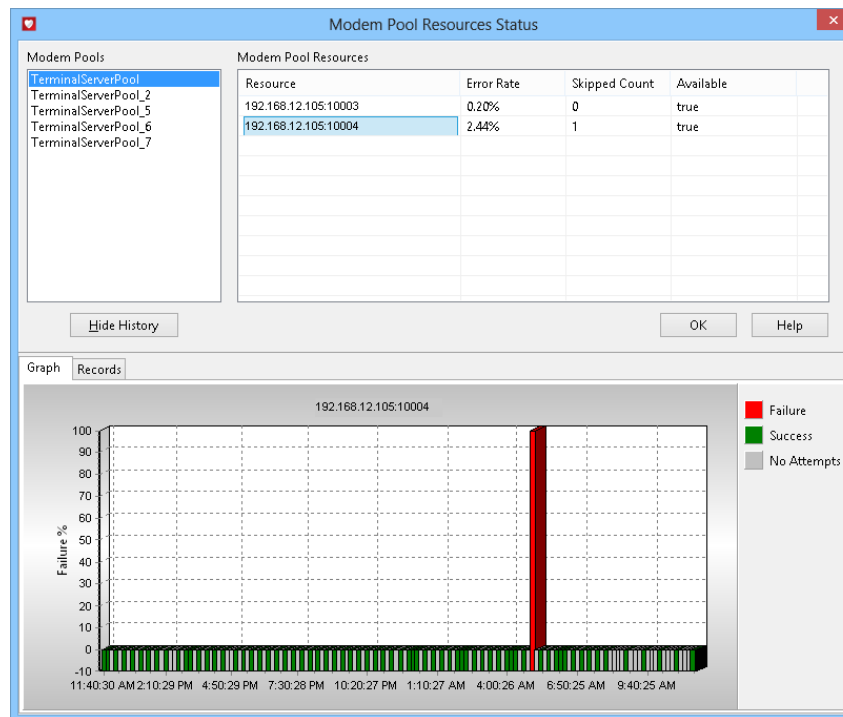 Modem Pool Resources Status
Modem Pools
TerminalServerPool
TerminalServerPool_2
TerminalServerPool_5
TerminalServerPool_6
TerminalServerPool_7
Modem Pool Resources
Resource Error Rate Skipped Count Available
192.168.12.105:10003 0.20% 0 true
192.168.12.105:10004 2.44% 1 true
Hide History
OK
Help
Graph
Records
192.168.12.105:10004
Failure %
100
90
80
70
60
50
40
30
20
10
0
-10
11:40:30 AM 2:10:29 PM 4:50:29 PM 7:30:28 PM 10:20:27 PM 1:10:27 AM 4:00:26 AM 6:50:25 AM 9:40:25 AM
Failure
Success
No Attempts